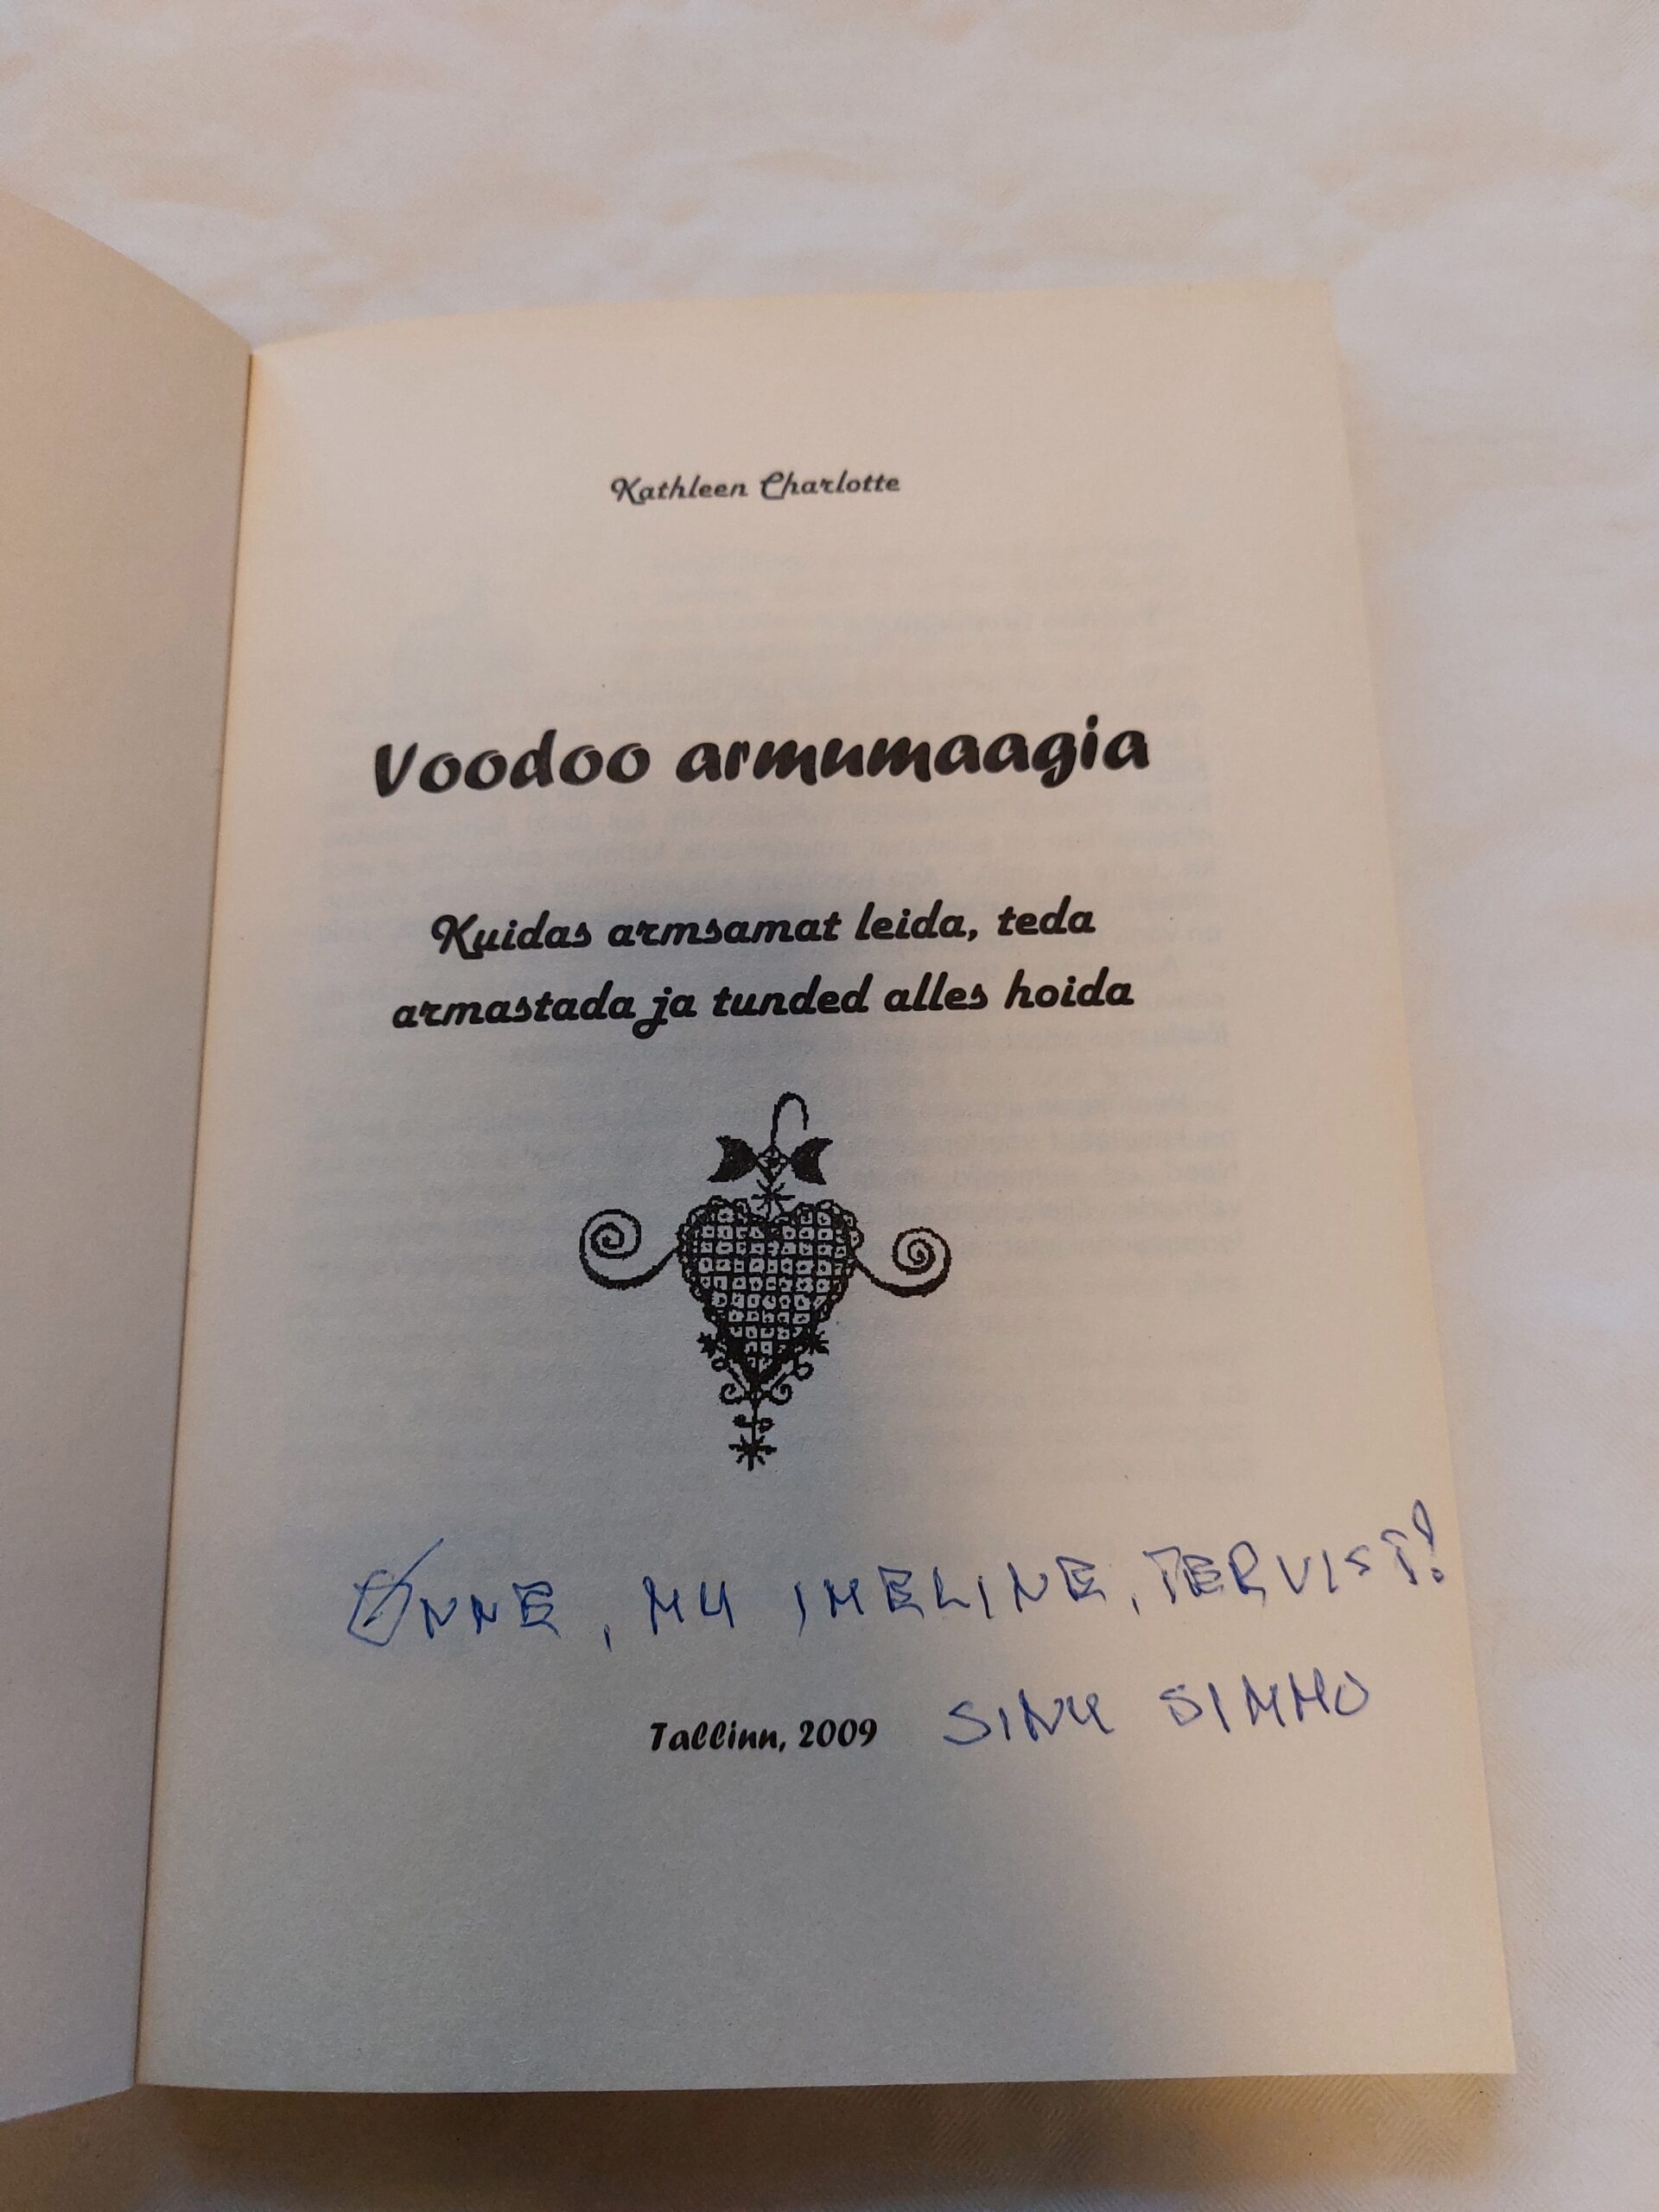 Kathleen Charlotte
Voodoo armumaagia
Kuidas armsamat leida, teda
armastada ja tunded alles hoida
ÕNNE, MU IMELINE, TERVIST!
Tallinn, 2009
SINU SIMMO